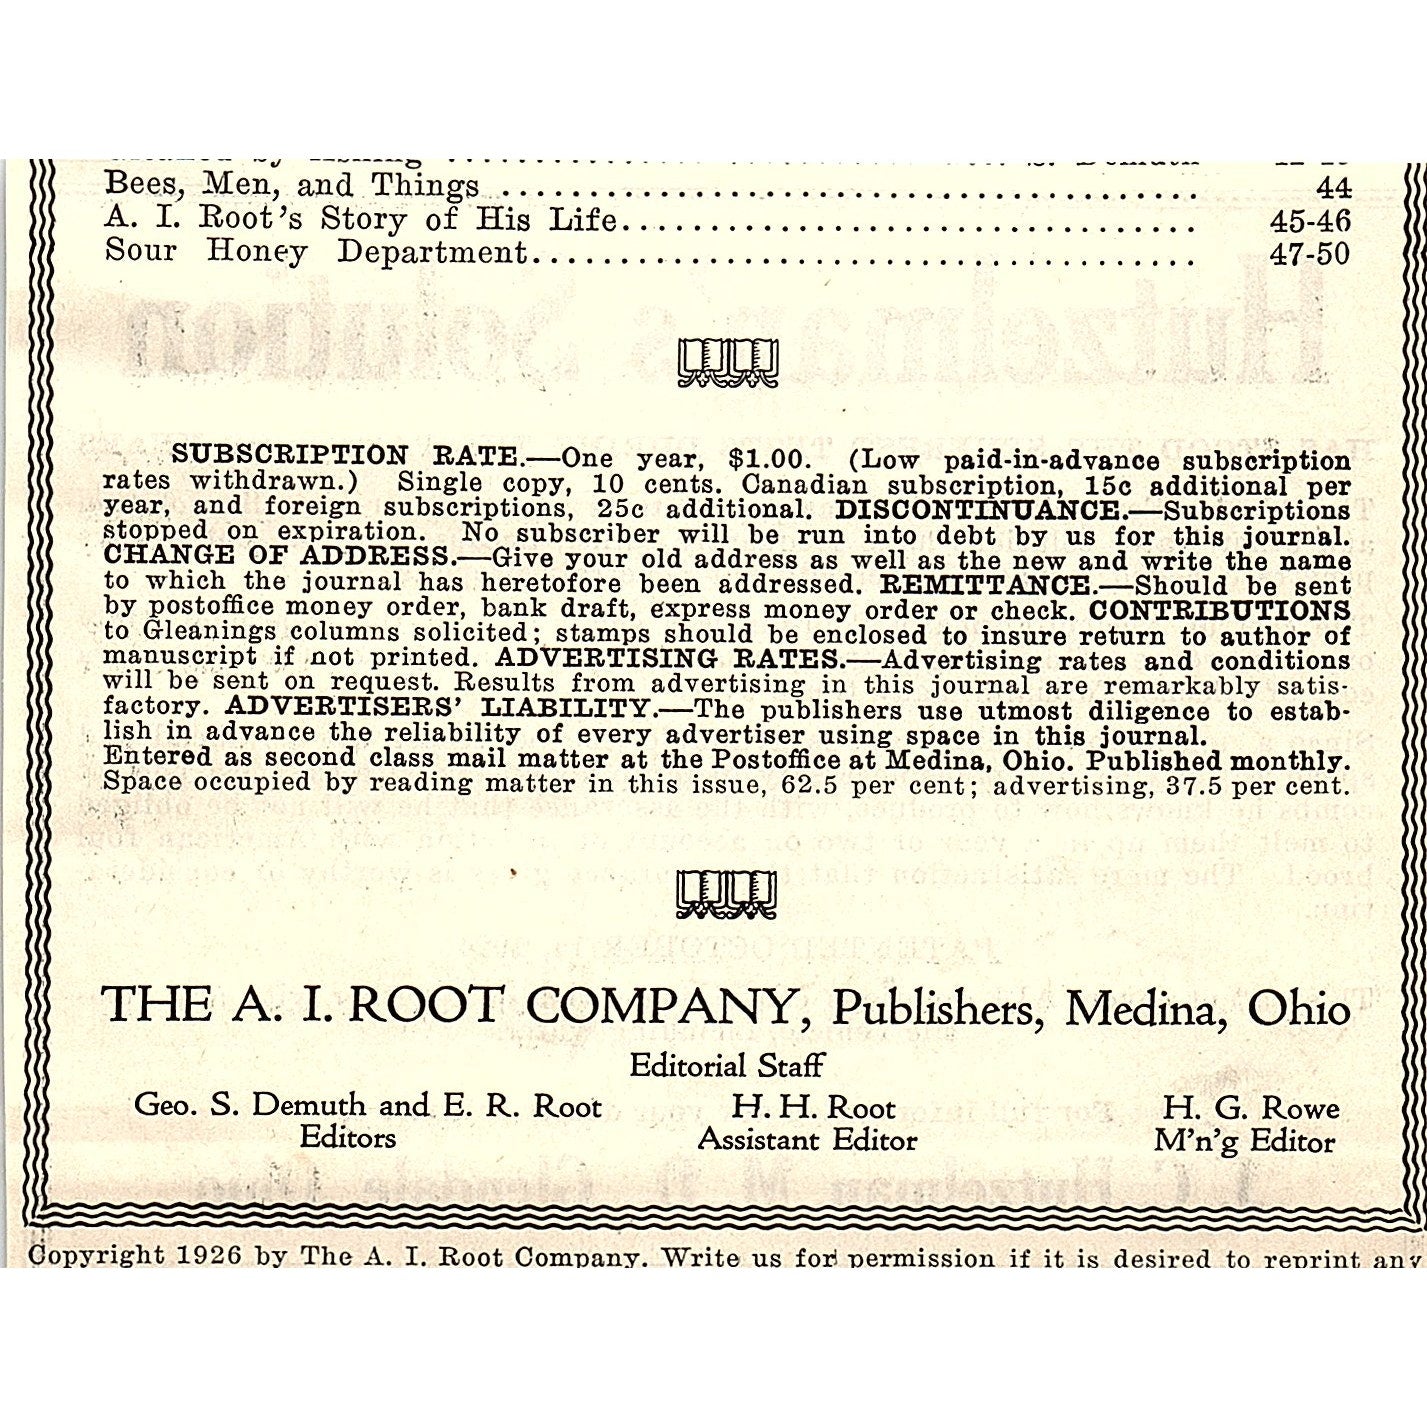 Bees, Men, and Things 44
A. I. Root's Story of His Life 45-46
Sour Honey Department 47-50
SUBSCRIPTION RATE.—One year, $1.00. (Low paid-in-advance subscription
rates withdrawn.) Single copy, 10 cents. Canadian subscription, 15c additional per
year, and foreign subscriptions, 25c additional. DISCONTINUANCE.—Subscriptions
stopped on expiration. No subscriber will be run into debt by us for this journal.
CHANGE OF ADDRESS.—Give your old address as well as the new and write the name
to which the journal has heretofore been addressed. REMITTANCE.—Should be sent
by postoffice money order, bank draft, express money order or check. CONTRIBUTIONS
to Gleanings columns solicited; stamps should be enclosed to insure return to author of
manuscript if not printed. ADVERTISING RATES.—Advertising rates and conditions
will be sent on request. Results from advertising in this journal are remarkably satis-
factory. ADVERTISERS' LIABILITY.—The publishers use utmost diligence to estab-
lish in advance the reliability of every advertiser using space in this journal.
Entered as second class mail matter at the Postoffice at Medina, Ohio. Published monthly.
Space occupied by reading matter in this issue, 62.5 per cent; advertising, 37.5 per cent.
THE A. I. ROOT COMPANY, Publishers, Medina, Ohio
Editorial Staff
Geo. S. Demuth and E. R. Root H. H. Root H. G. Rowe
Editors Assistant Editor M'n'g Editor
Copyright 1926 by The A. I. Root Company. Write us for permission if it is desired to reprint any